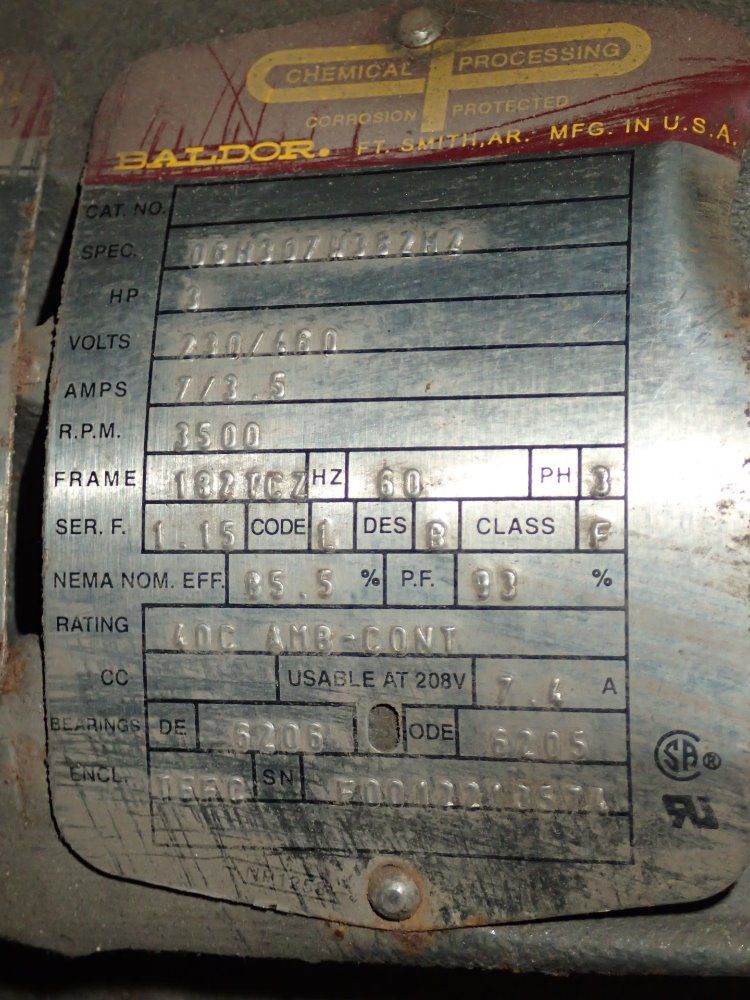 CHEMICAL PROCESSING
CORROSION PROTECTED
BALDOR. FT. SMITH, AR. MFG. IN U.S.A.
CAT. NO.
SPEC.
HP 3
VOLTS 230/460
AMPS 7/3.5
R.P.M. 3500
FRAME 182TCZ HZ 60 PH 3
SER. F. 1.15 CODE L DES B CLASS F
NEMA NOM. EFF. 85.5 % P.F. 93 %
RATING 40C AMB-CONT
CC USABLE AT 208V 7.4 A
BEARINGS DE 6206 ODE 6205
ENCL. SN
SA ®
RU